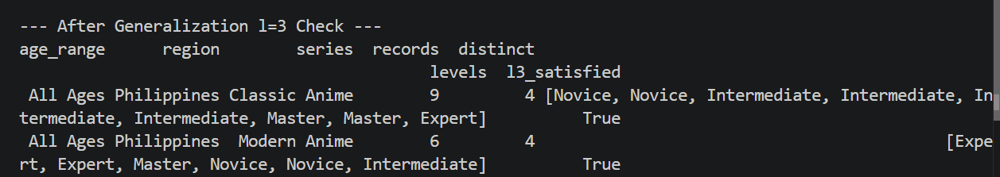 --- After Generalization l=3 Check ---
age_range region series records distinct
levels l3_satisfied
All Ages Philippines Classic Anime 9 4 [Novice, Novice, Intermediate, Intermediate, In
termediate, Intermediate, Master, Master, Expert] True
All Ages Philippines Modern Anime 6 4 [Expe
rt, Expert, Master, Novice, Novice, Intermediate] True